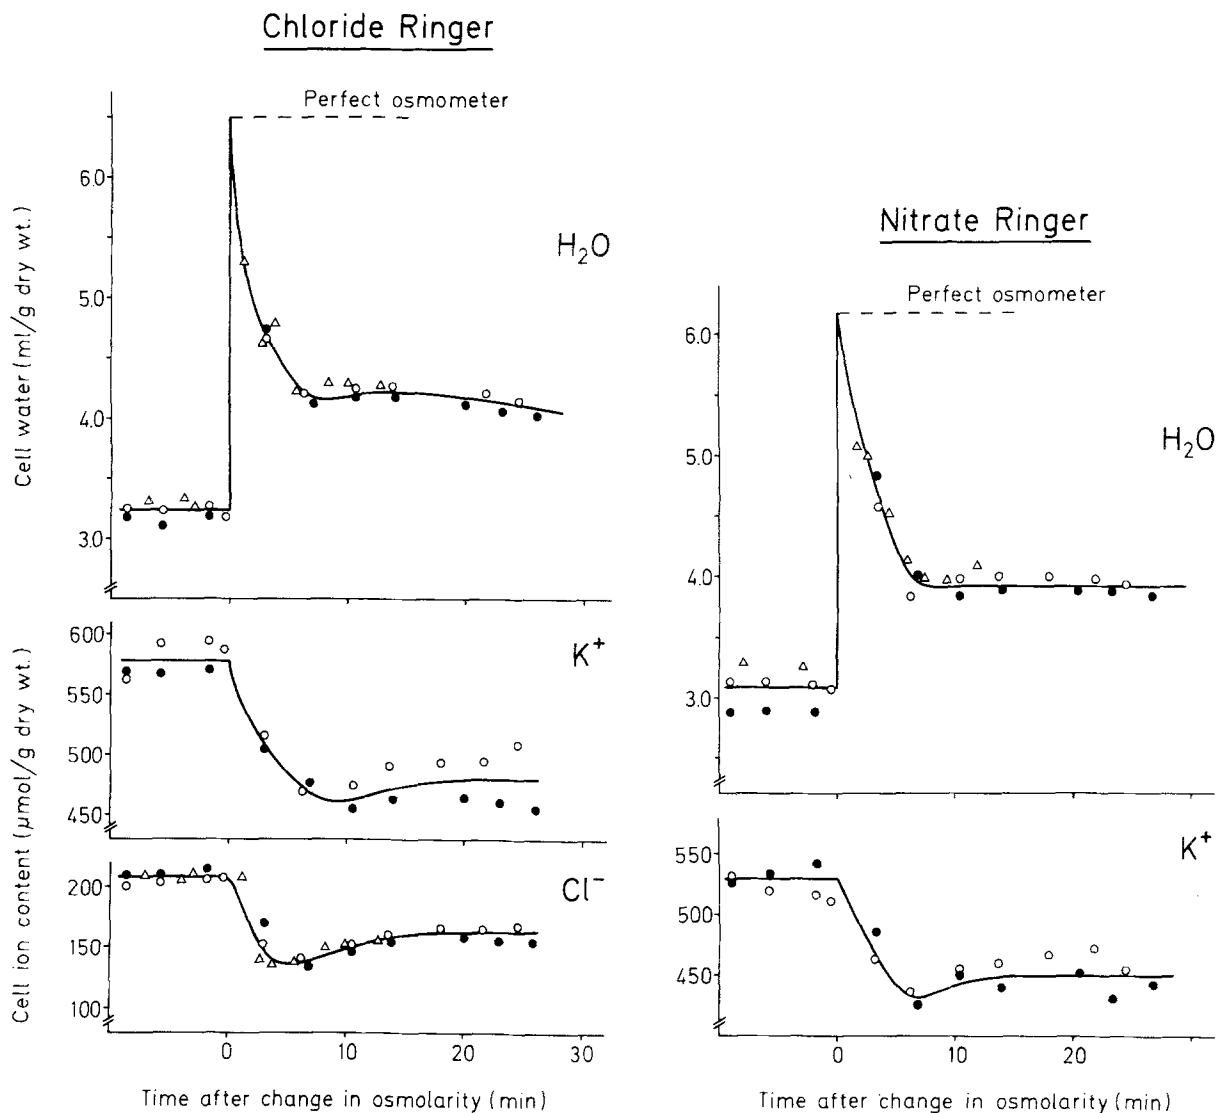 Chloride Ringer
Perfect osmometer
H₂O
Cell water (ml/g dry wt.)
6.0
5.0
4.0
3.0
K⁺
600
550
500
450
Cell ion content (μmol/g dry wt.)
Cl⁻
200
150
100
0 10 20 30
Time after change in osmolarity (min)
Nitrate Ringer
Perfect osmometer
H₂O
6.0
5.0
4.0
3.0
K⁺
550
500
450
0 10 20
Time after change in osmolarity (min)